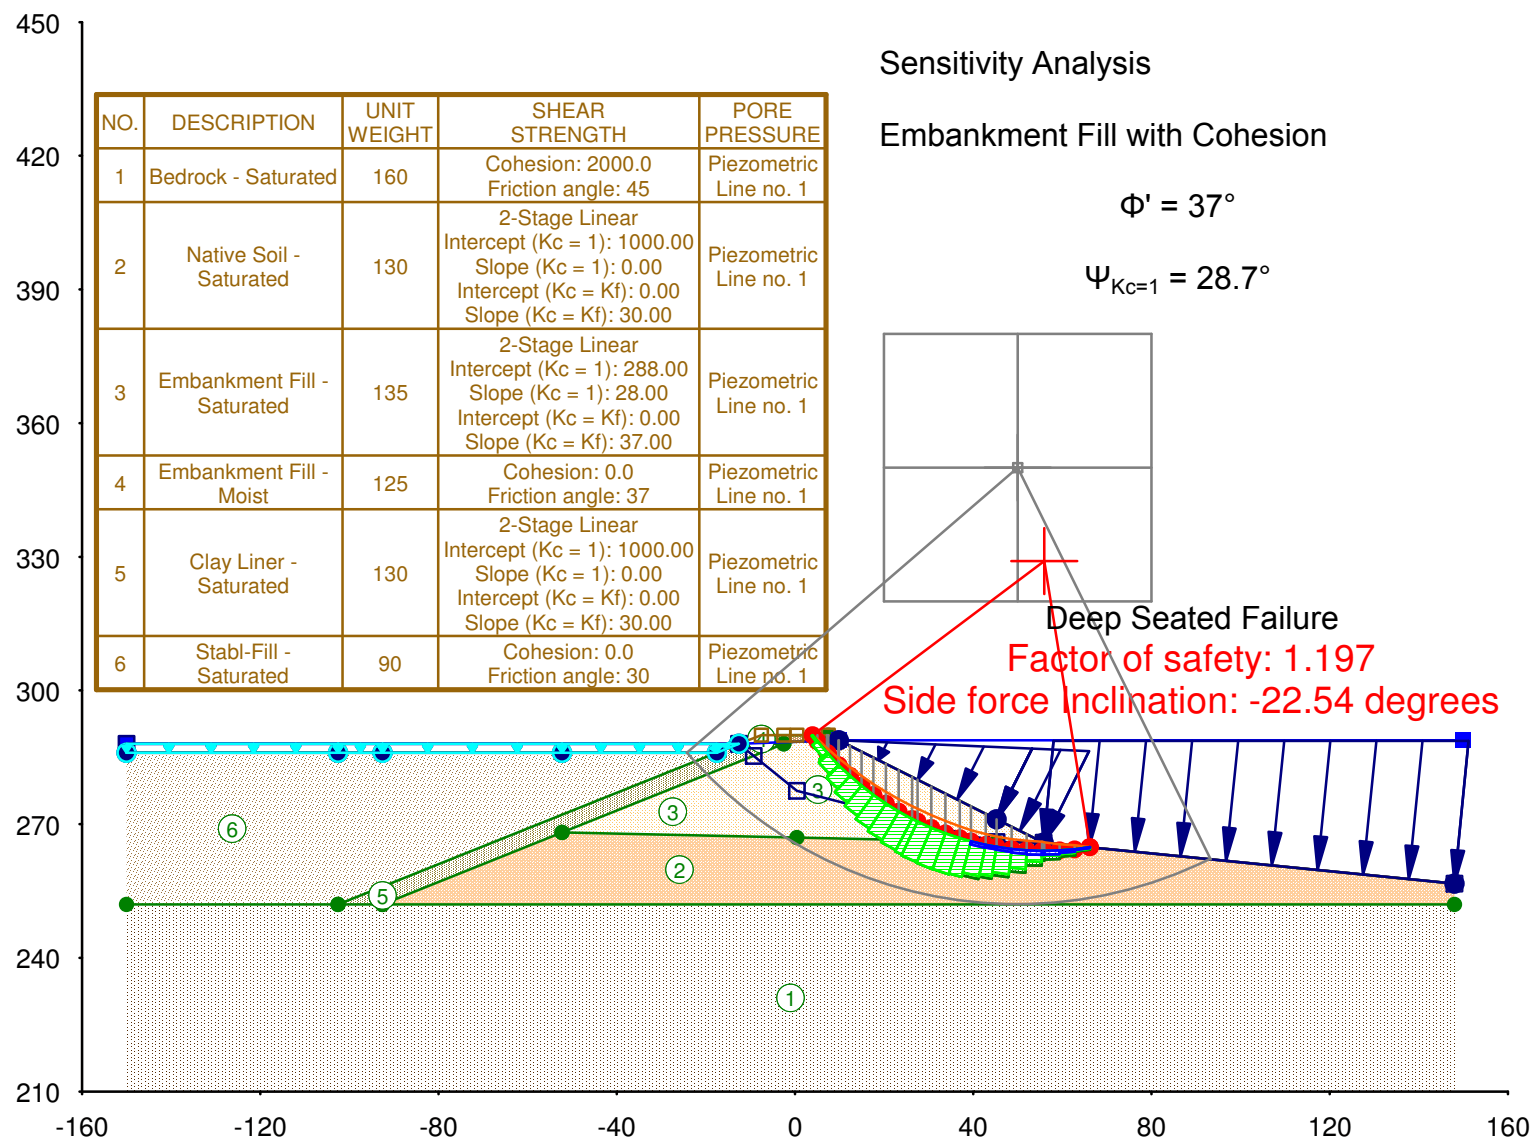 450
420
390
360
330
300
270
240
210
-160
-120
-80
-40
0
40
80
120
160
Sensitivity Analysis
Embankment Fill with Cohesion
Φ' = 37°
Ψ_Kc=1 = 28.7°
NO. DESCRIPTION UNIT WEIGHT SHEAR STRENGTH PORE PRESSURE
1 Bedrock - Saturated 160 Cohesion: 2000.0 Piezometric
Friction angle: 45 Line no. 1
2-Stage Linear
Intercept (Kc = 1): 1000.00
2 Native Soil - Saturated 130 Slope (Kc = 1): 0.00 Piezometric Line no. 1
Intercept (Kc = Kf): 0.00
Slope (Kc = Kf): 30.00
2-Stage Linear
Intercept (Kc = 1): 288.00
3 Embankment Fill - Saturated 135 Slope (Kc = 1): 28.00 Piezometric Line no. 1
Intercept (Kc = Kf): 0.00
Slope (Kc = Kf): 37.00
4 Embankment Fill - Moist 125 Cohesion: 0.0 Piezometric
Friction angle: 37 Line no. 1
2-Stage Linear
Intercept (Kc = 1): 1000.00
5 Clay Liner - Saturated 130 Slope (Kc = 1): 0.00 Piezometric Line no. 1
Intercept (Kc = Kf): 0.00
Slope (Kc = Kf): 30.00
6 Stabl-Fill - Saturated 90 Cohesion: 0.0 Piezometric
Friction angle: 30 Line no. 1
Deep Seated Failure
Factor of safety: 1.197
Side force Inclination: -22.54 degrees
3
3
6
2
5
1